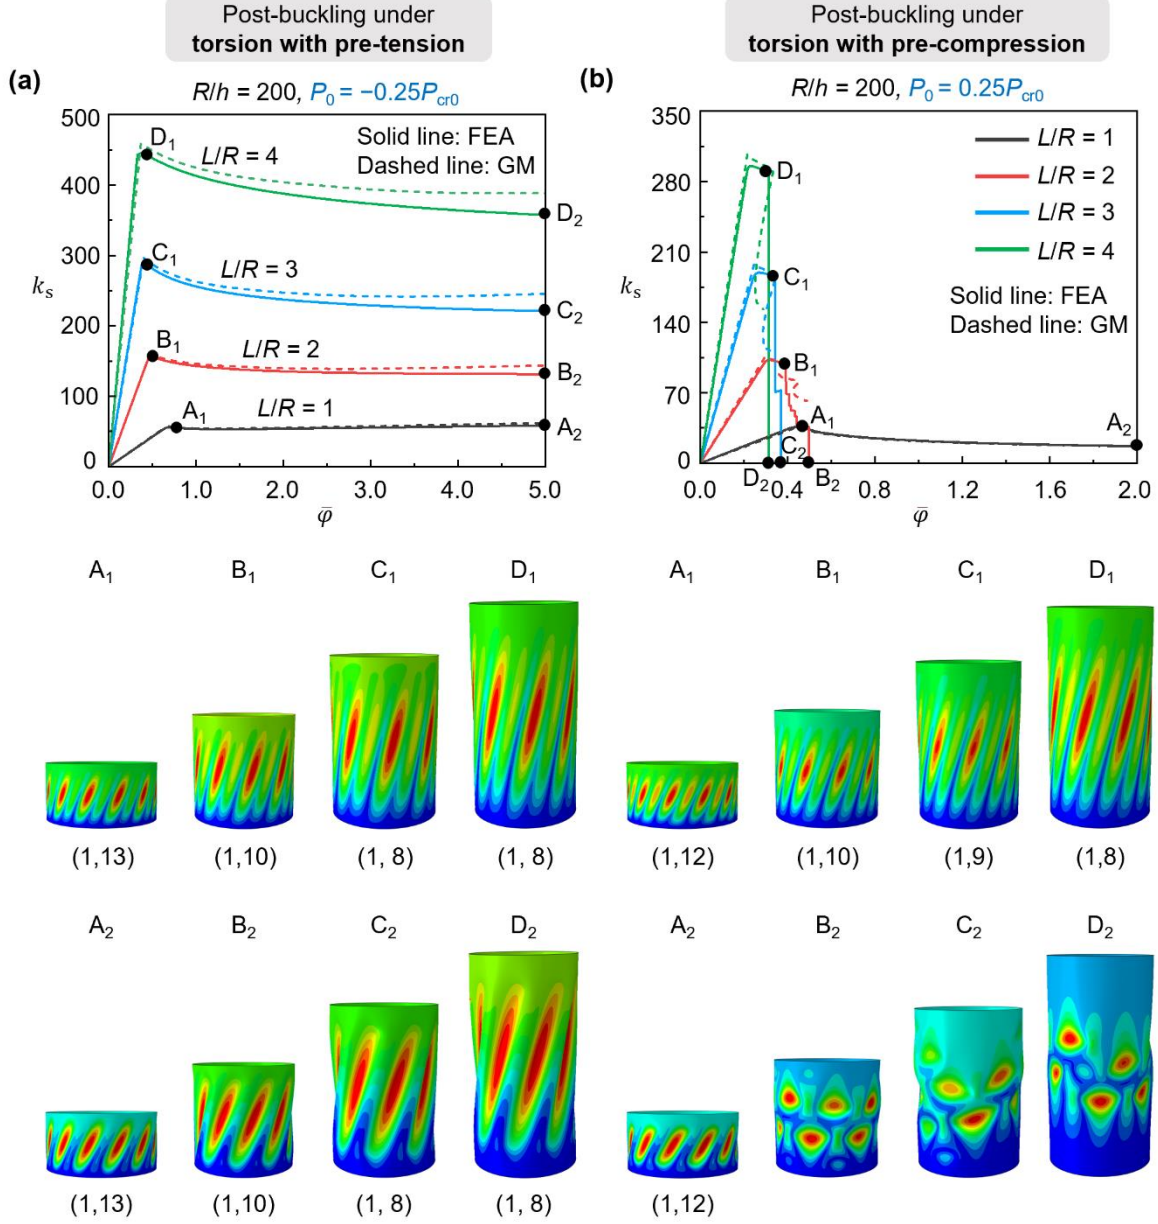 Post-buckling under
torsion with pre-tension
Post-buckling under
torsion with pre-compression
(a)
R/h = 200, P₀ = −0.25P_cr0
500
400
300
200
100
0
kₛ
0.0
1.0
2.0
3.0
4.0
5.0
φ̄
Solid line: FEA
Dashed line: GM
D₁
L/R = 4
D₂
C₁
L/R = 3
C₂
B₁
L/R = 2
B₂
A₁
L/R = 1
A₂
(b)
R/h = 200, P₀ = 0.25P_cr0
350
280
210
140
70
0
kₛ
0.0
0.4
0.8
1.2
1.6
2.0
φ̄
L/R = 1
L/R = 2
L/R = 3
L/R = 4
Solid line: FEA
Dashed line: GM
D₁
C₁
B₁
A₁
A₂
C₂
D₂
B₂
A₁ B₁ C₁ D₁
(1,13) (1,10) (1, 8) (1, 8)
A₁ B₁ C₁ D₁
(1,12) (1,10) (1,9) (1,8)
A₂ B₂ C₂ D₂
(1,13) (1,10) (1, 8) (1, 8)
A₂ B₂ C₂ D₂
(1,12)